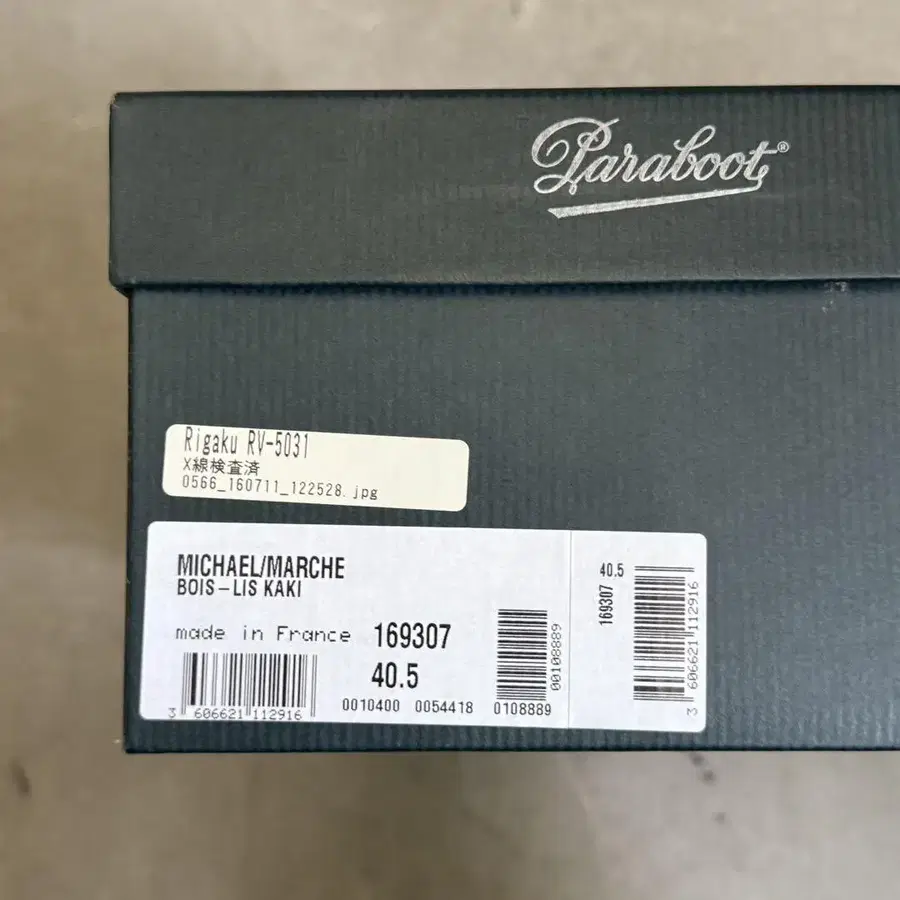 Paraboot®
Rigaku RV-5031
X線検査済
0566_160711_122528.jpg
MICHAEL/MARCHE
BOIS-LIS KAKI
made in France 169307
40.5
3 606621 112916
0010400 0054418 0108889
00108889
40.5
169307
3 606621 112916